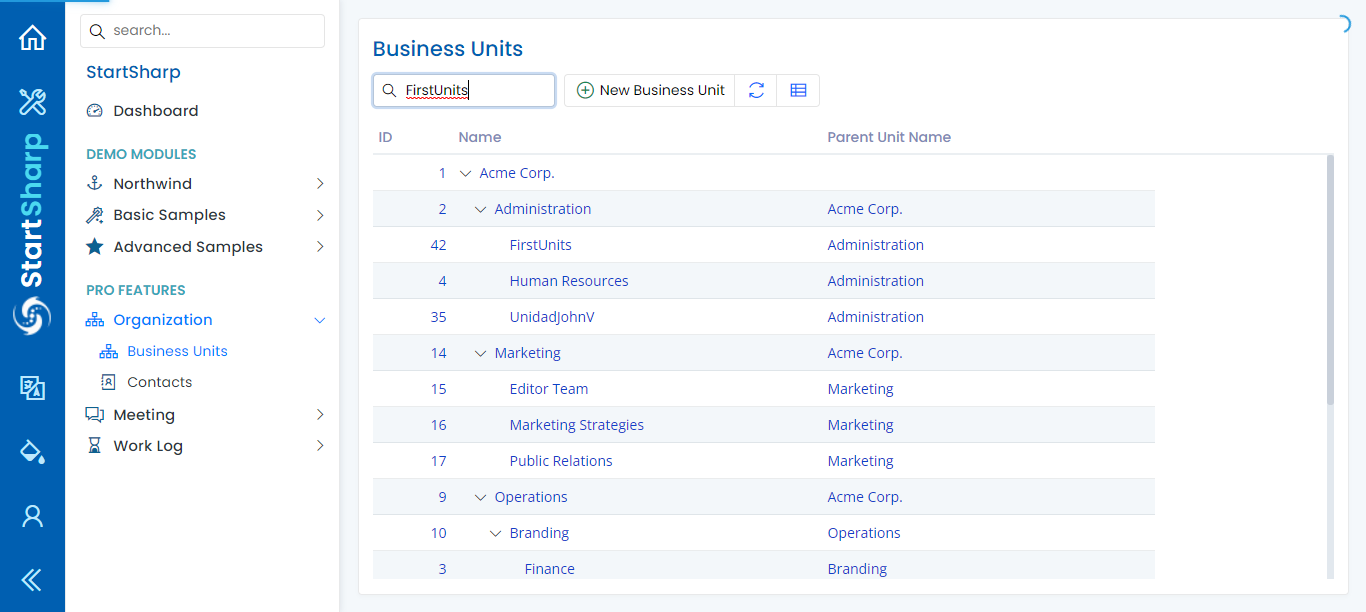 StartSharp
search...
StartSharp
Dashboard
DEMO MODULES
Northwind
Basic Samples
Advanced Samples
PRO FEATURES
Organization
Business Units
Contacts
Meeting
Work Log
Business Units
FirstUnits
New Business Unit
ID Name Parent Unit Name
1 Acme Corp.
2 Administration Acme Corp.
42 FirstUnits Administration
4 Human Resources Administration
35 UnidadJohnV Administration
14 Marketing Acme Corp.
15 Editor Team Marketing
16 Marketing Strategies Marketing
17 Public Relations Marketing
9 Operations Acme Corp.
10 Branding Operations
3 Finance Branding